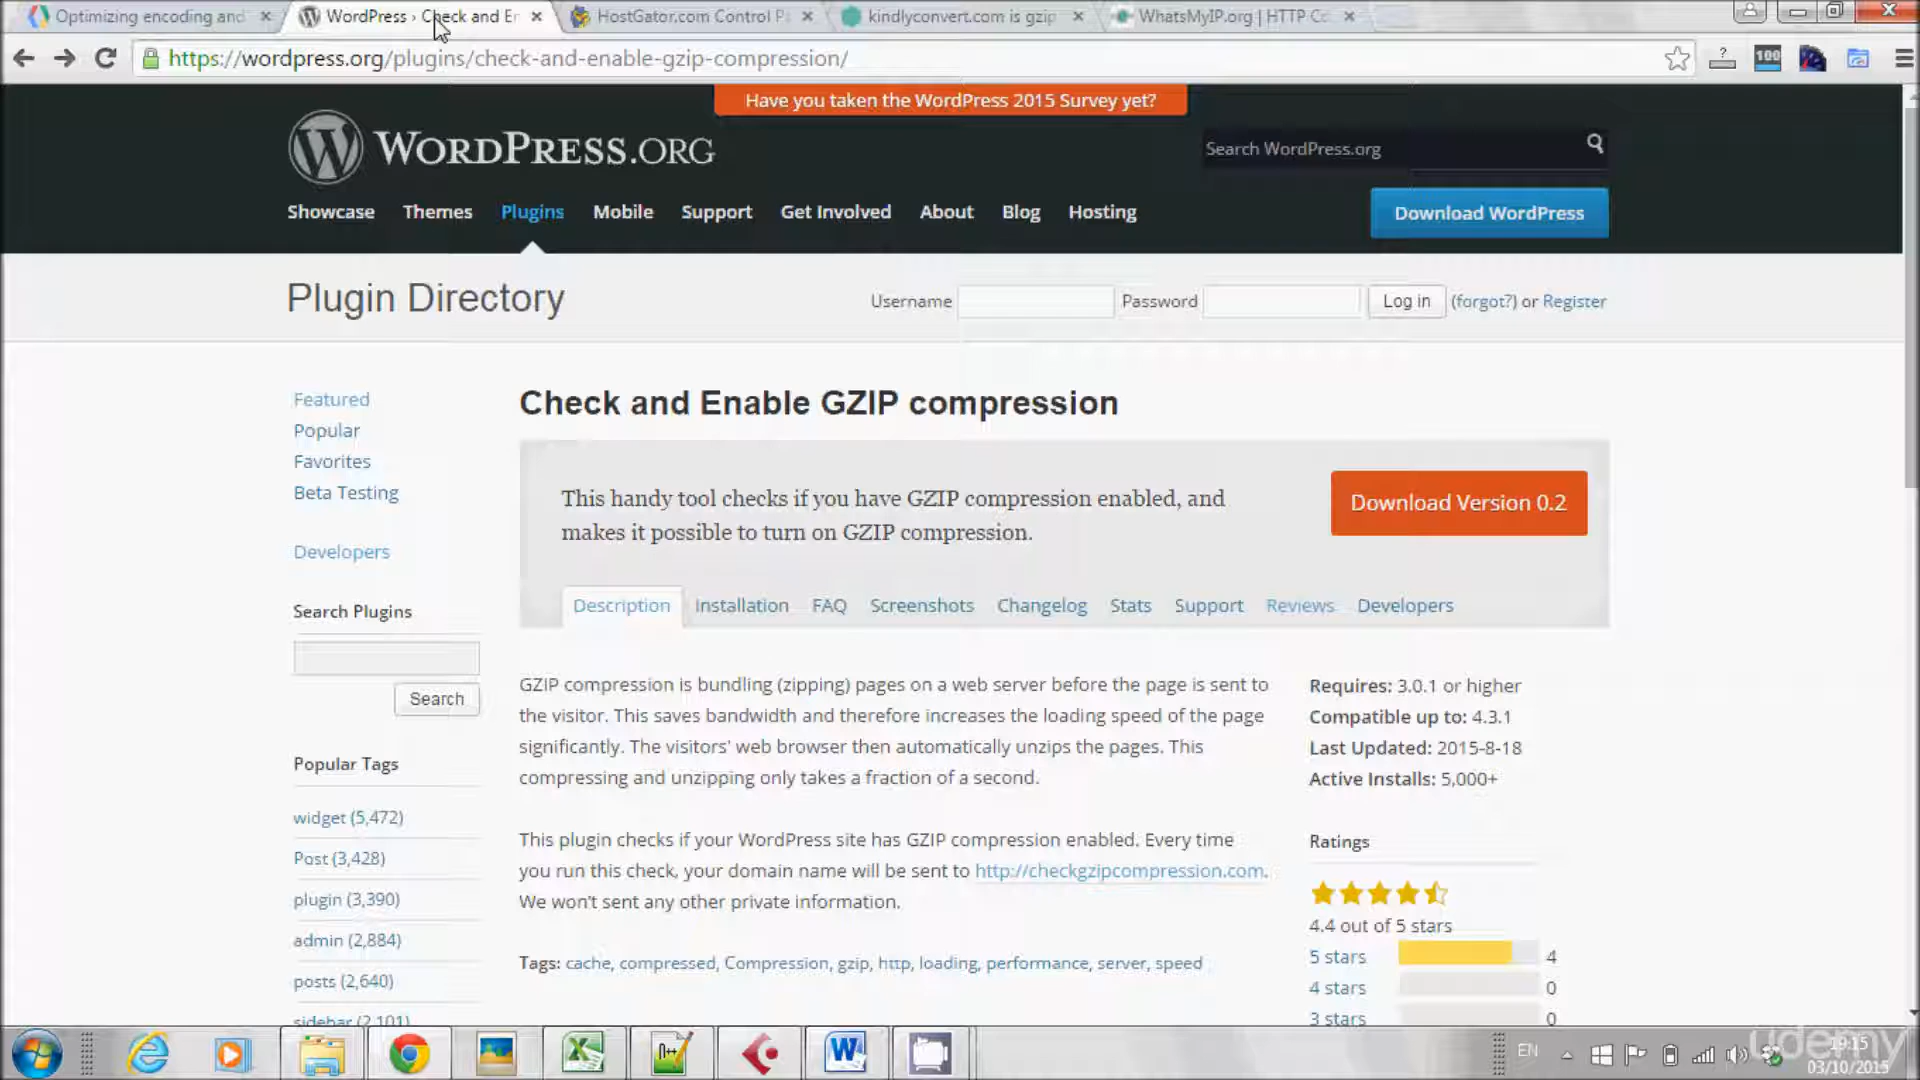 Optimizing encoding and
WordPress › Check and En
HostGator.com Control Pa
kindlyconvert.com is gzip
WhatsMyIP.org | HTTP Co
https://wordpress.org/plugins/check-and-enable-gzip-compression/
100
Have you taken the WordPress 2015 Survey yet?
WORDPRESS.ORG
Search WordPress.org
Showcase Themes Plugins Mobile Support Get Involved About Blog Hosting
Download WordPress
Plugin Directory
Username Password Log in (forgot?) or Register
Featured
Popular
Favorites
Beta Testing
Developers
Search Plugins
Search
Popular Tags
widget (5,472)
Post (3,428)
plugin (3,390)
admin (2,884)
posts (2,640)
sidebar (2,101)
Check and Enable GZIP compression
This handy tool checks if you have GZIP compression enabled, and
makes it possible to turn on GZIP compression.
Download Version 0.2
Description Installation FAQ Screenshots Changelog Stats Support Reviews Developers
GZIP compression is bundling (zipping) pages on a web server before the page is sent to
the visitor. This saves bandwidth and therefore increases the loading speed of the page
significantly. The visitors' web browser then automatically unzips the pages. This
compressing and unzipping only takes a fraction of a second.
This plugin checks if your WordPress site has GZIP compression enabled. Every time
you run this check, your domain name will be sent to http://checkgzipcompression.com.
We won't sent any other private information.
Tags: cache, compressed, Compression, gzip, http, loading, performance, server, speed
Requires: 3.0.1 or higher
Compatible up to: 4.3.1
Last Updated: 2015-8-18
Active Installs: 5,000+
Ratings
4.4 out of 5 stars
5 stars 4
4 stars 0
3 stars 0
EN
19:15
03/10/2015
udemy